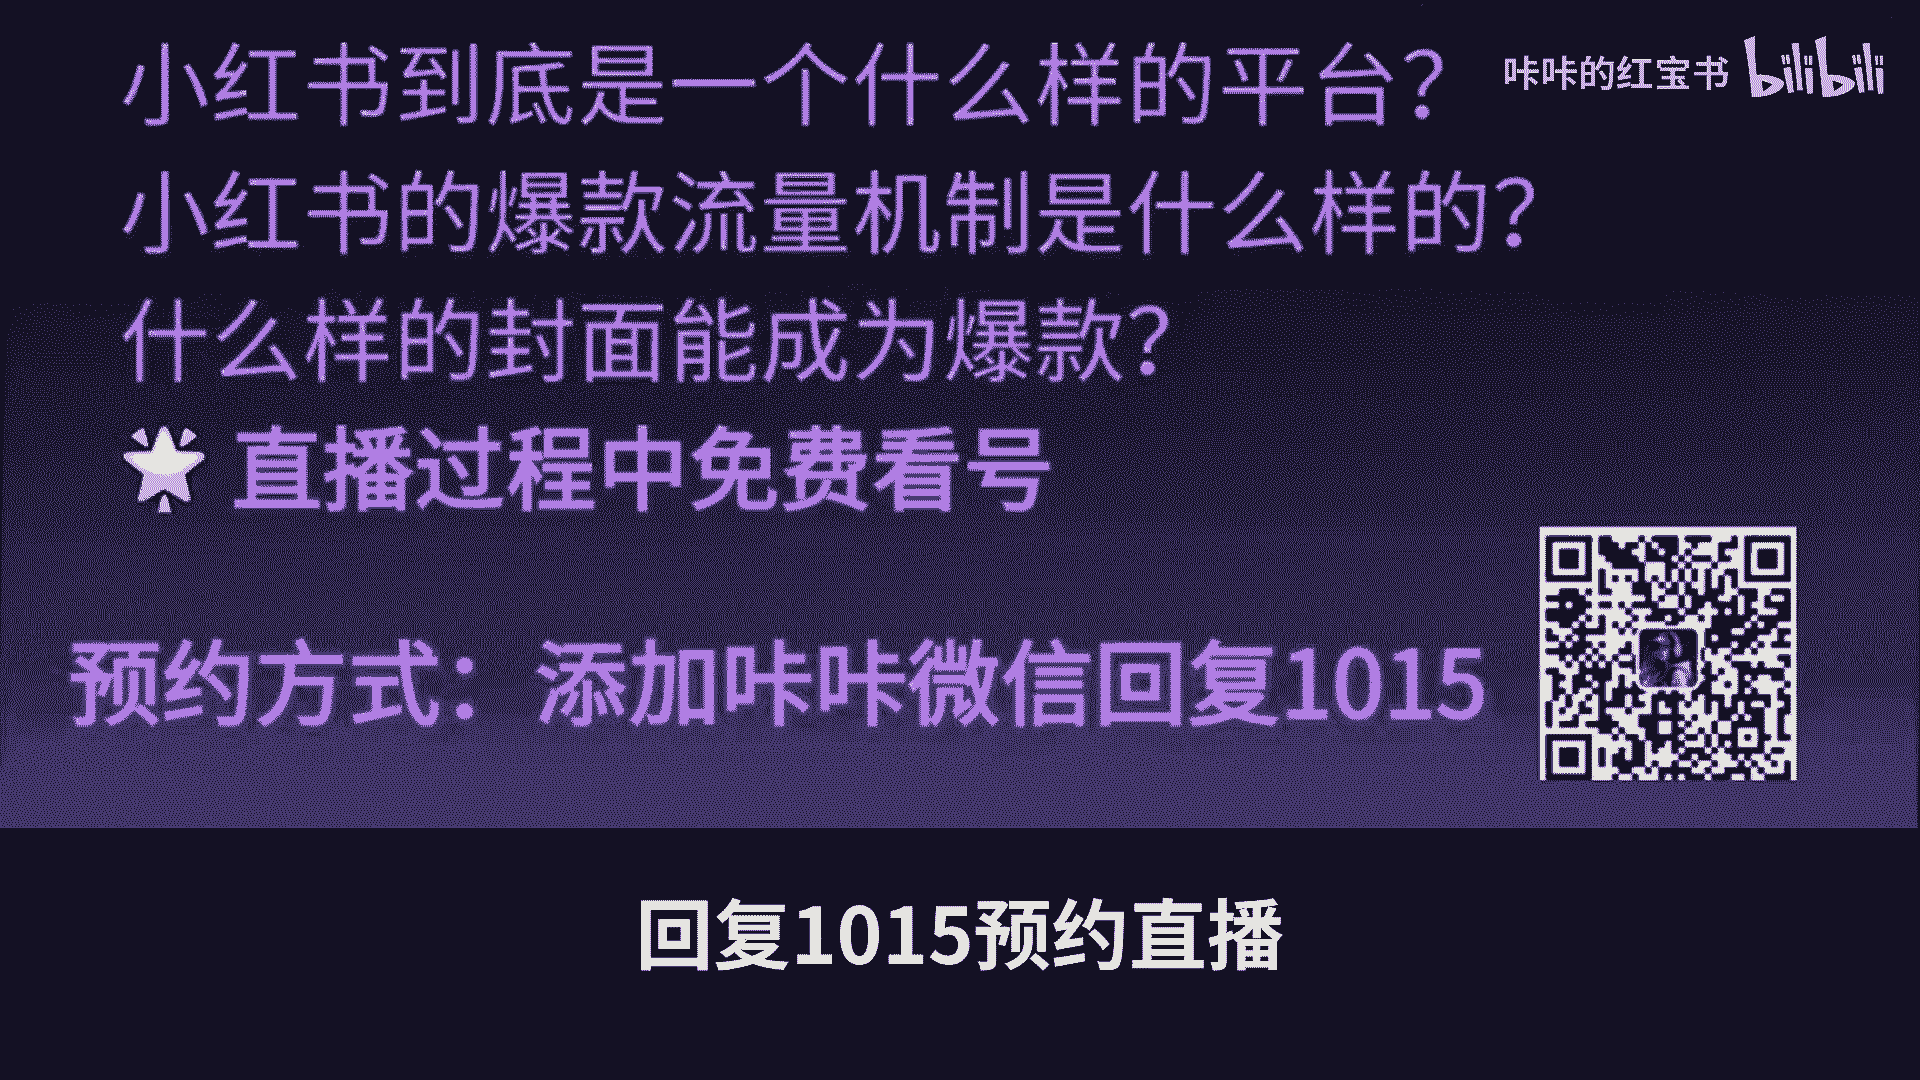 小红书到底是一个什么样的平台？
咔咔的红宝书 bilibili
小红书的爆款流量机制是什么样的？
什么样的封面能成为爆款？
🌟 直播过程中免费看号
预约方式：添加咔咔微信回复1015
回复1015预约直播